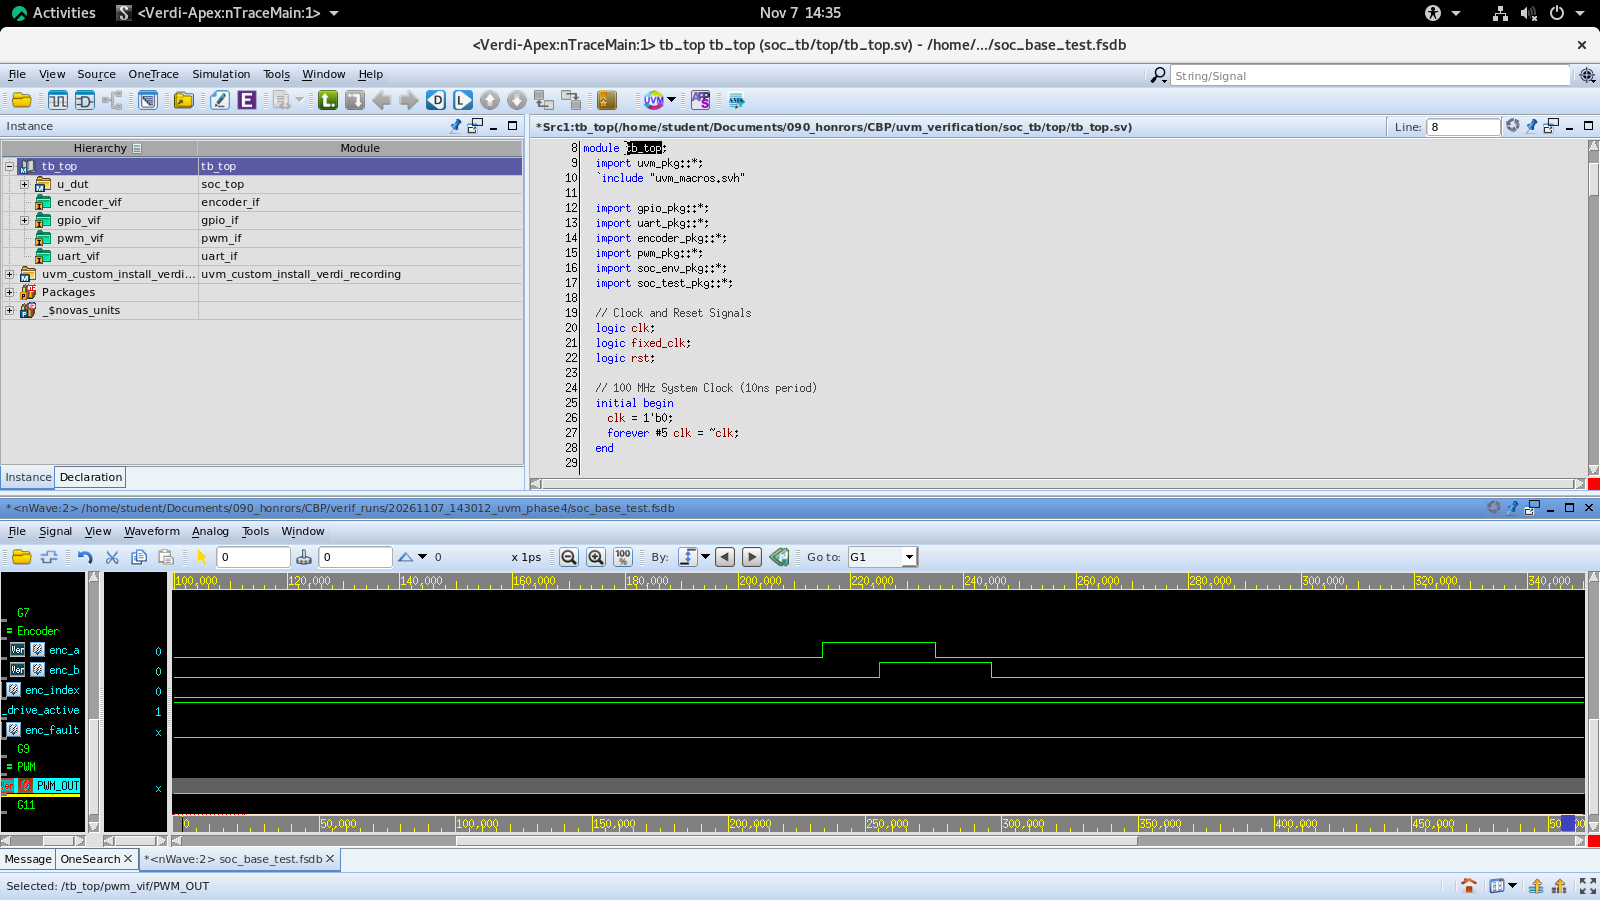 Activities
<Verdi-Apex:nTraceMain:1>
Nov 7 14:35
<Verdi-Apex:nTraceMain:1> tb_top tb_top (soc_tb/top/tb_top.sv) - /home/.../soc_base_test.fsdb
File View Source OneTrace Simulation Tools Window Help
String/Signal
Instance
Hierarchy Module
tb_top tb_top
u_dut soc_top
encoder_vif encoder_if
gpio_vif gpio_if
pwm_vif pwm_if
uart_vif uart_if
uvm_custom_install_verdi... uvm_custom_install_verdi_recording
Packages
_$novas_units
Instance Declaration
*Src1:tb_top(/home/student/Documents/090_honrors/CBP/uvm_verification/soc_tb/top/tb_top.sv)
Line: 8
8 module tb_top;
9 import uvm_pkg::*;
10 `include "uvm_macros.svh"
11
12 import gpio_pkg::*;
13 import uart_pkg::*;
14 import encoder_pkg::*;
15 import pwm_pkg::*;
16 import soc_env_pkg::*;
17 import soc_test_pkg::*;
18
19 // Clock and Reset Signals
20 logic clk;
21 logic fixed_clk;
22 logic rst;
23
24 // 100 MHz System Clock (10ns period)
25 initial begin
26 clk = 1'b0;
27 forever #5 clk = ~clk;
28 end
29
*<nWave:2> /home/student/Documents/090_honrors/CBP/verif_runs/20261107_143012_uvm_phase4/soc_base_test.fsdb
File Signal View Waveform Analog Tools Window
0 0 0 x 1ps 100% By: Go to: G1
100,000 120,000 140,000 160,000 180,000 200,000 220,000 240,000 260,000 280,000 300,000 320,000 340,000
G7
= Encoder
Ver enc_a 0
Ver enc_b 0
enc_index 0
_drive_active 1
enc_fault x
G9
= PWM
PWM_OUT x
G11
0 50,000 100,000 150,000 200,000 250,000 300,000 350,000 400,000 450,000
Message OneSearch *<nWave:2> soc_base_test.fsdb
Selected: /tb_top/pwm_vif/PWM_OUT